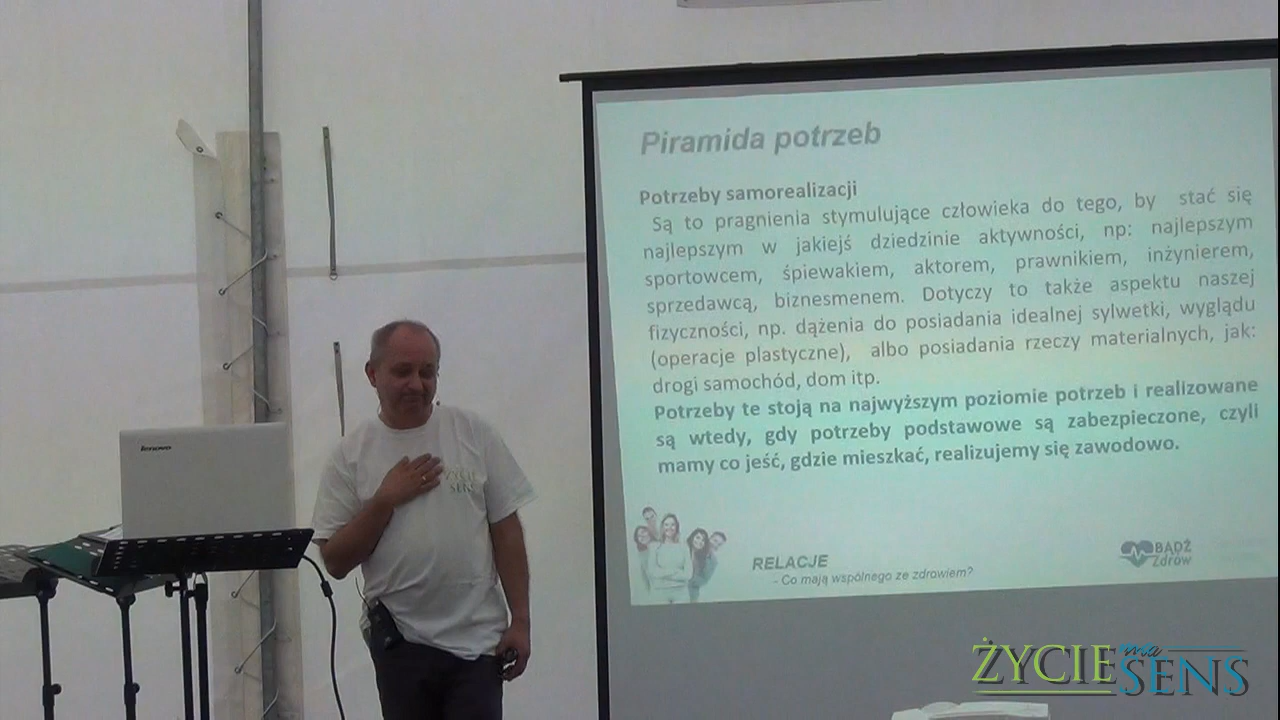 Piramida potrzeb
Potrzeby samorealizacji
Są to pragnienia stymulujące człowieka do tego, by stać się
najlepszym w jakiejś dziedzinie aktywności, np: najlepszym
sportowcem, śpiewakiem, aktorem, prawnikiem, inżynierem,
sprzedawcą, biznesmenem. Dotyczy to także aspektu naszej
fizyczności, np. dążenia do posiadania idealnej sylwetki, wyglądu
(operacje plastyczne), albo posiadania rzeczy materialnych, jak:
drogi samochód, dom itp.
Potrzeby te stoją na najwyższym poziomie potrzeb i realizowane
są wtedy, gdy potrzeby podstawowe są zabezpieczone, czyli
mamy co jeść, gdzie mieszkać, realizujemy się zawodowo.
RELACJE
- Co mają wspólnego ze zdrowiem?
BĄDŹ
Zdrów
lenovo
ŻYCIE
SENS
ŻYCIE ma
SENS